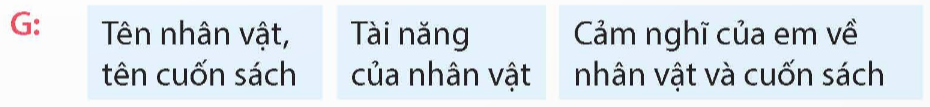 G:
Tên nhân vật,
tên cuốn sách
Tài năng
của nhân vật
Cảm nghĩ của em về
nhân vật và cuốn sách